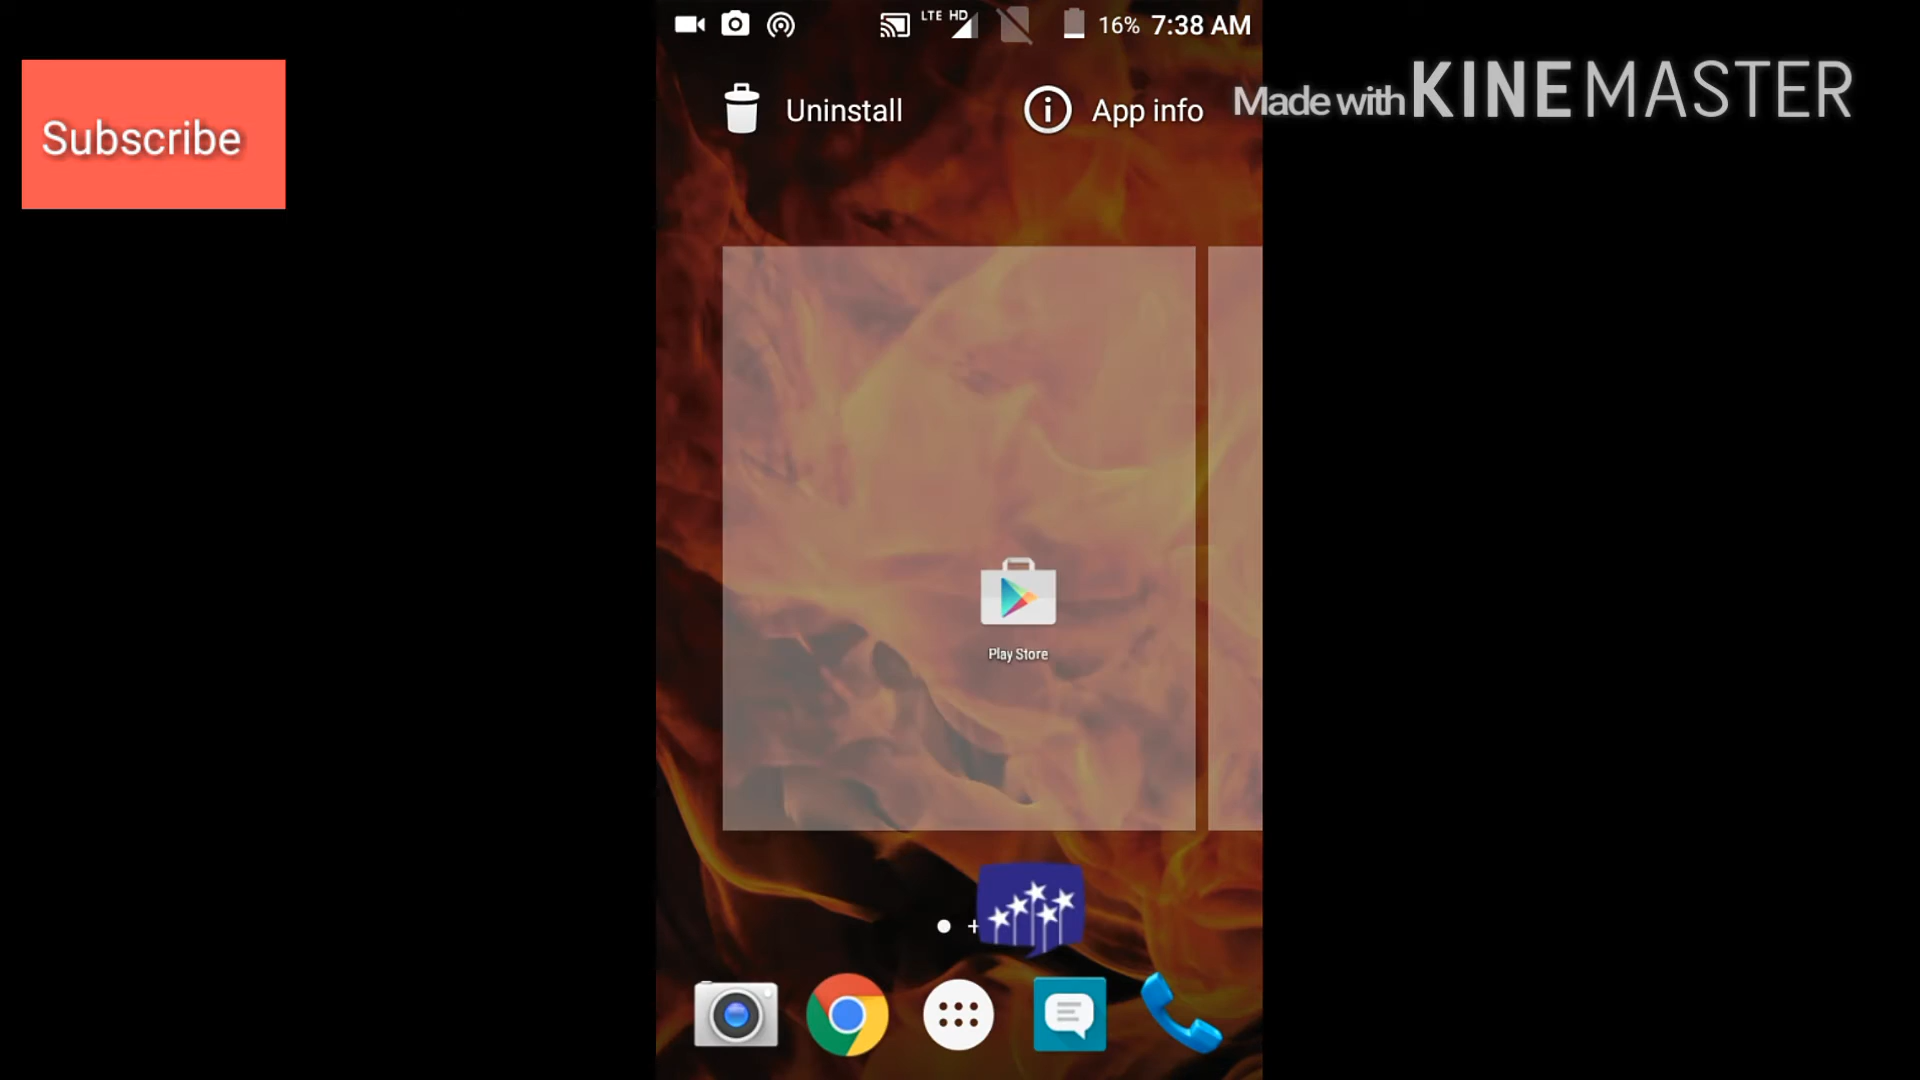 LTE HD 16% 7:38 AM
Subscribe
Uninstall App info
Made with KINEMASTER
Play Store